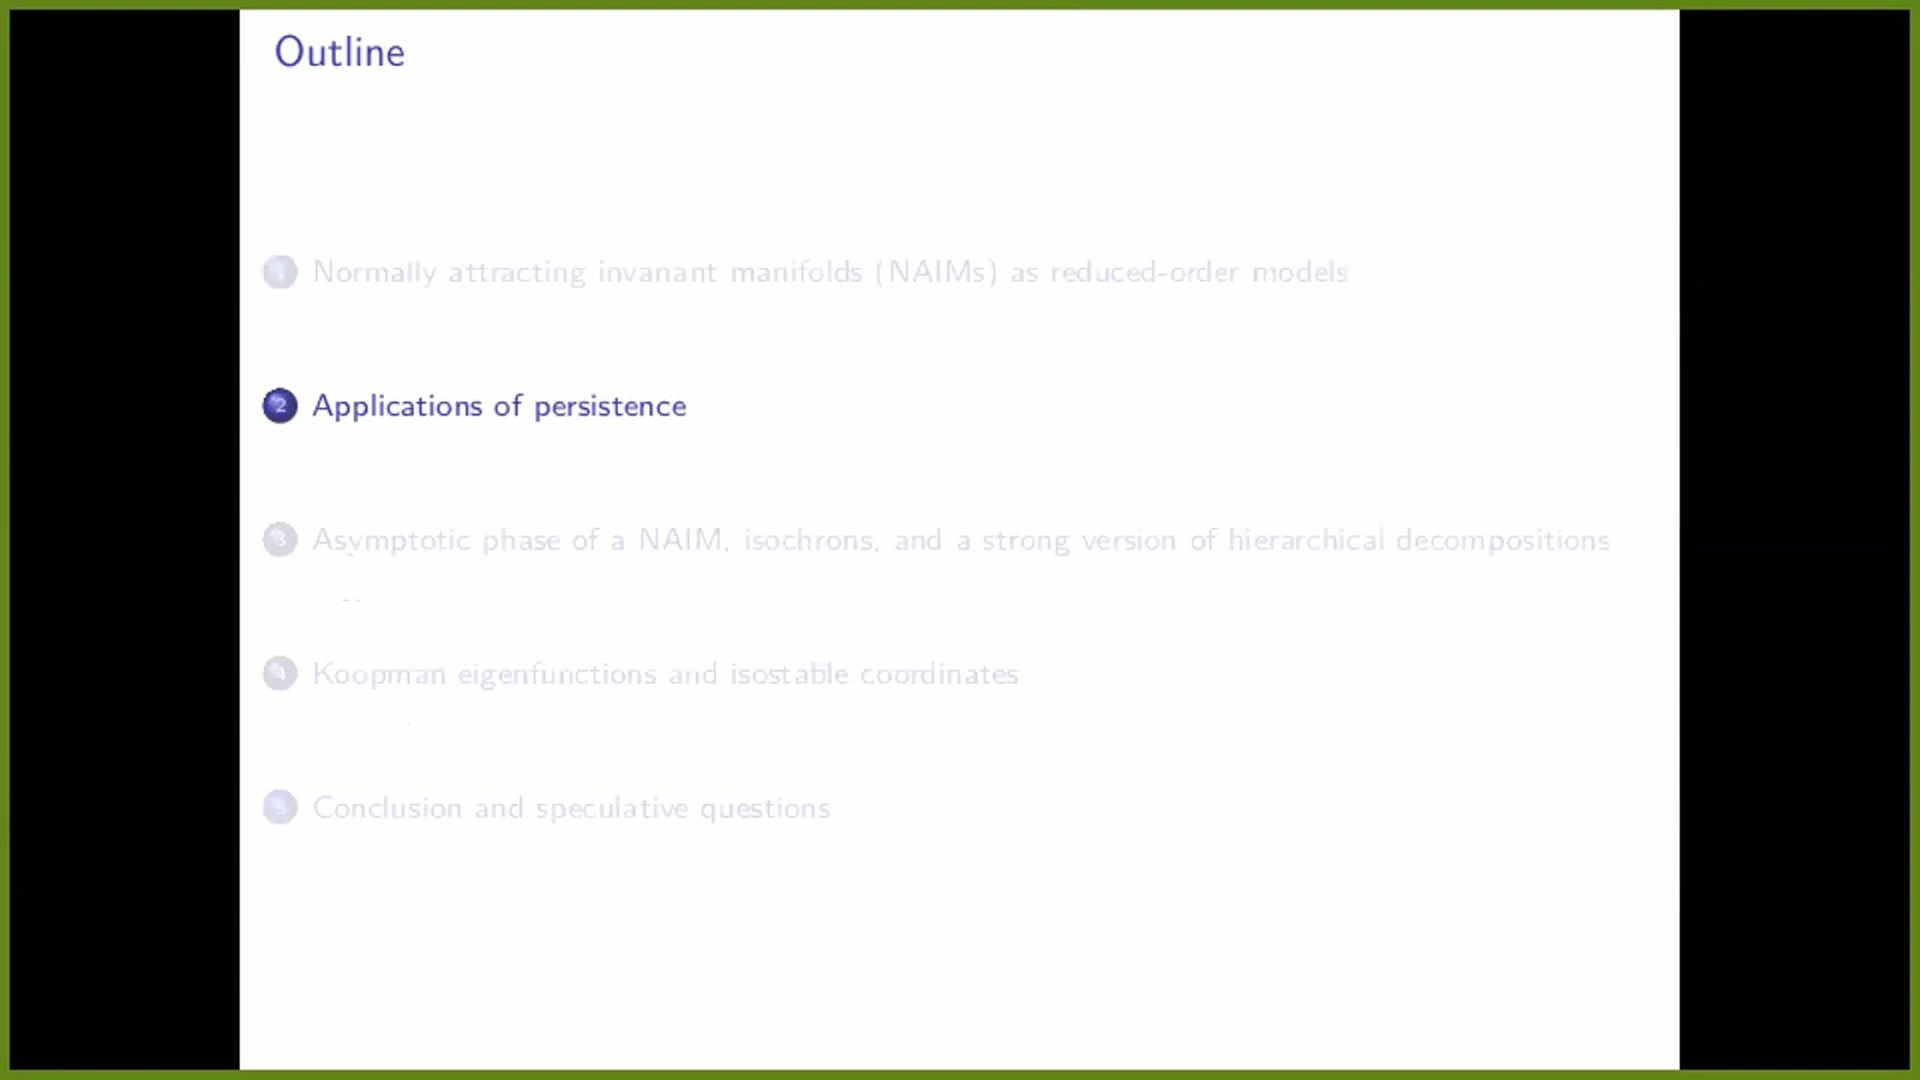 Outline
1 Normally attracting invariant manifolds (NAIMs) as reduced-order models
2 Applications of persistence
3 Asymptotic phase of a NAIM, isochrons, and a strong version of hierarchical decompositions
4 Koopman eigenfunctions and isostable coordinates
5 Conclusion and speculative questions